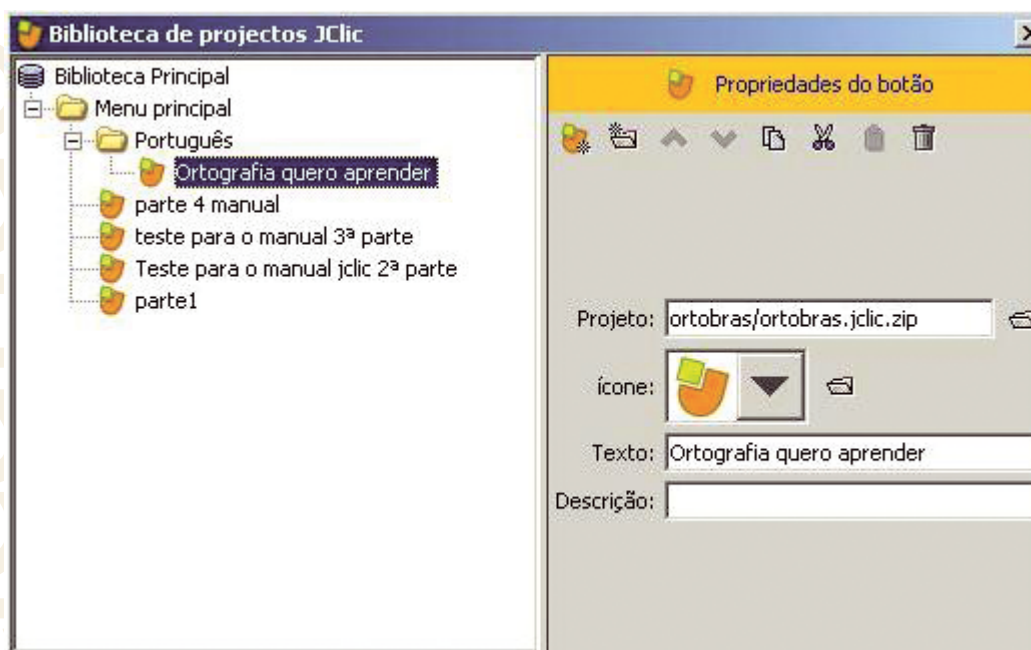 Biblioteca de projectos JClic
Biblioteca Principal
Menu principal
Português
Ortografia quero aprender
parte 4 manual
teste para o manual 3ª parte
Teste para o manual jclic 2ª parte
parte1
Propriedades do botão
Projeto: ortobras/ortobras.jclic.zip
ícone:
Texto: Ortografia quero aprender
Descrição: